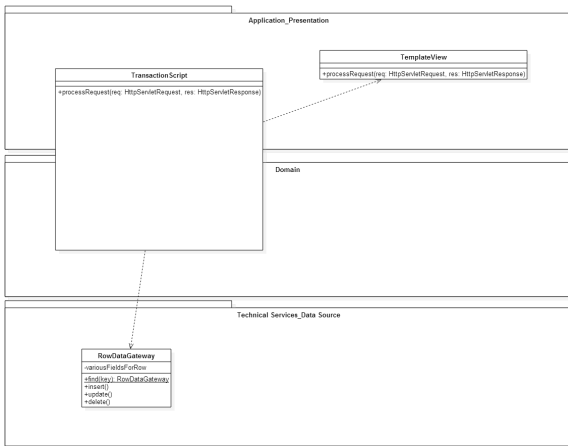 Application_Presentation
TemplateView
+processRequest(req: HttpServletRequest, res: HttpServletResponse)
TransactionScript
+processRequest(req: HttpServletRequest, res: HttpServletResponse)
Domain
Technical Services_Data Source
RowDataGateway
-variousFieldsForRow
+find(key): RowDataGateway
+insert()
+update()
+delete()